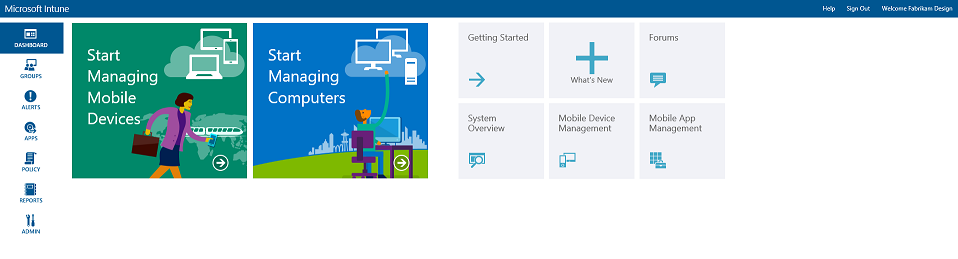 Microsoft Intune
Help
Sign Out
Welcome Fabrikam Design
DASHBOARD
GROUPS
ALERTS
APPS
POLICY
REPORTS
ADMIN
Start
Managing
Mobile
Devices
Start
Managing
Computers
Getting Started
What's New
Forums
System
Overview
Mobile Device
Management
Mobile App
Management